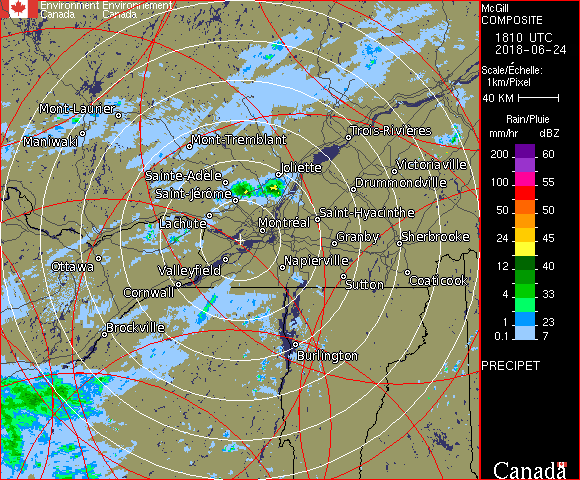 Environment Environnement
Canada Canada
McGill
COMPOSITE
1810 UTC
2018-06-24
Scale/Échelle:
1km/Pixel
40 KM
Rain/Pluie
mm/hr dBZ
200 60
100 55
50 50
24 45
12 40
4 33
1 23
0.1 7
PRECIPET
Canada
Mont-Laurier
Maniwaki
Mont-Tremblant
Trois-Rivières
Sainte-Adèle
Joliette
Victoriaville
Saint-Jérôme
Drummondville
Lachute
Montréal
Saint-Hyacinthe
Granby
Sherbrooke
Ottawa
Valleyfield
Napierville
Cornwall
Sutton
Coaticook
Brockville
Burlington